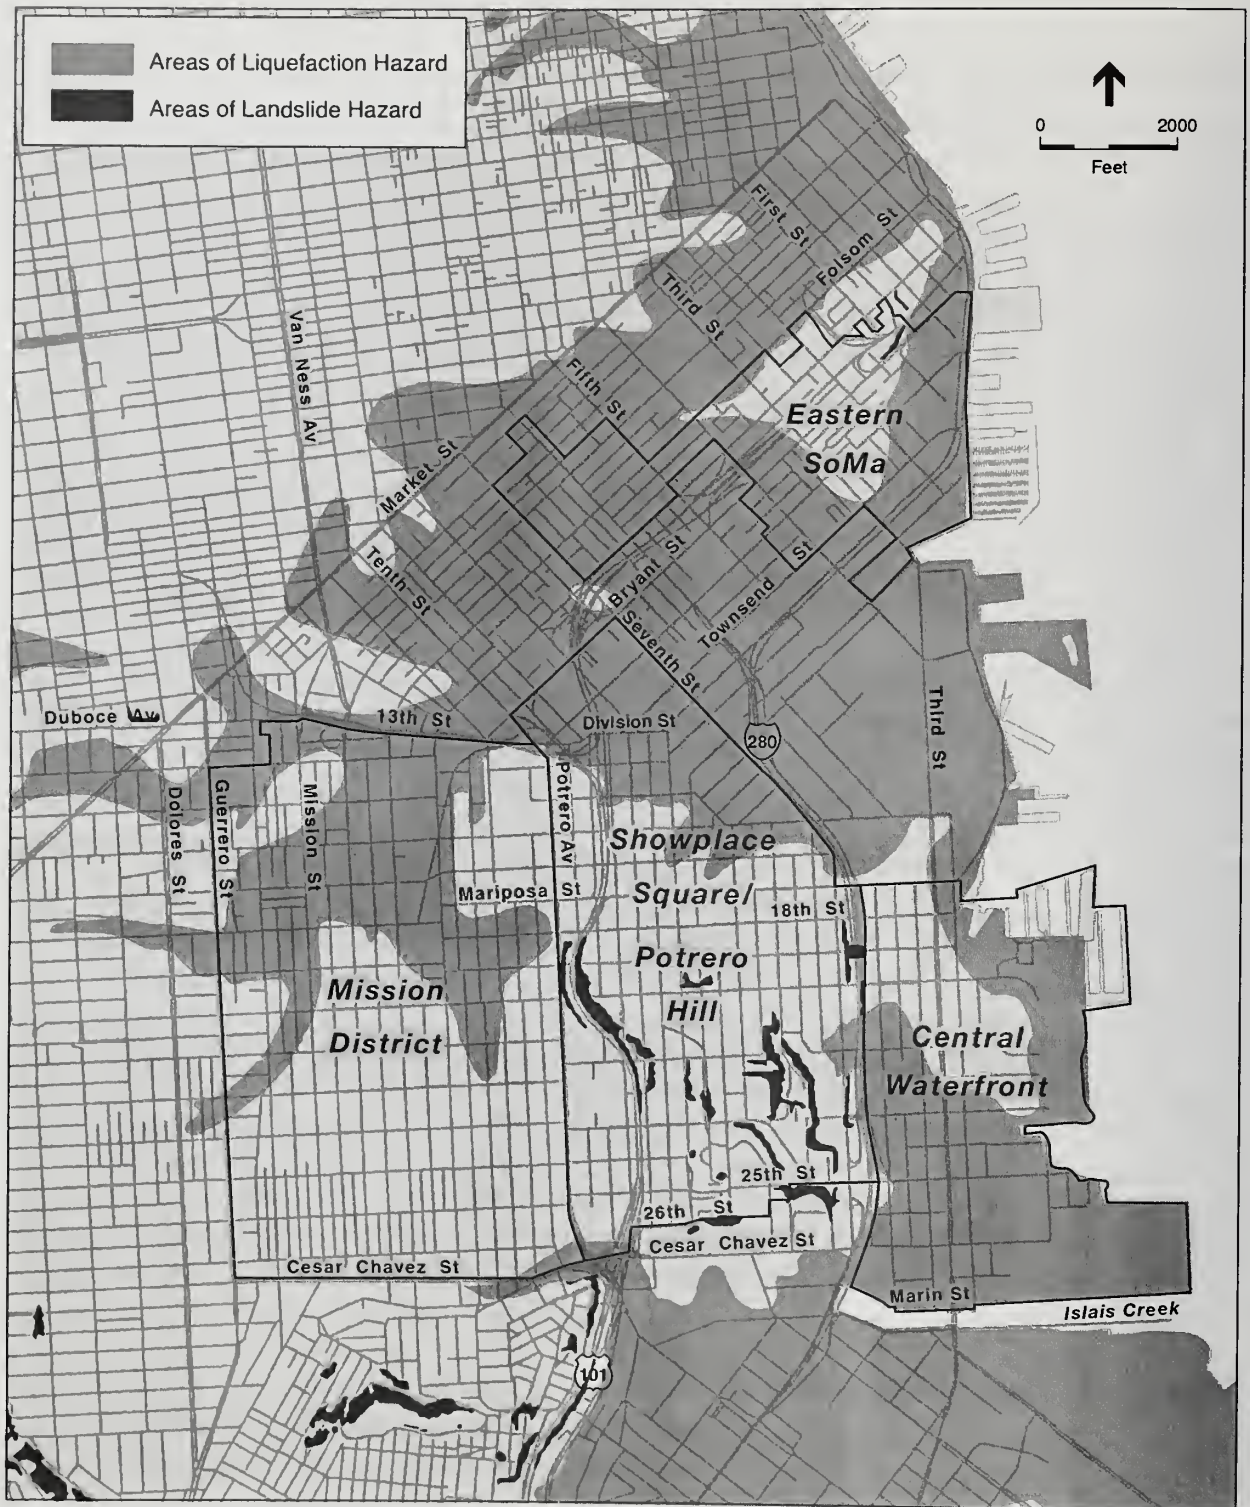 Areas of Liquefaction Hazard
Areas of Landslide Hazard
0 2000
Feet
First St
Folsom St
Third St
Van Ness Av
Fifth St
Eastern
SoMa
Market St
Tenth St
Bryant St
Townsend St
Seventh St
Duboce Av
13th St
Division St
280
Third St
Dolores St
Guerrero St
Mission St
Potrero Av
Showplace
Square/
Potrero
Hill
Mariposa St
18th St
Mission
District
Central
Waterfront
25th St
26th St
Cesar Chavez St
Cesar Chavez St
Marin St
Islais Creek
101